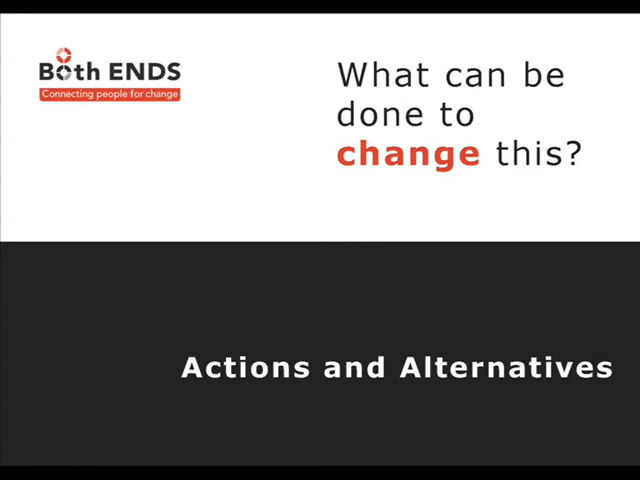 Both ENDS
Connecting people for change
What can be
done to
change this?
Actions and Alternatives